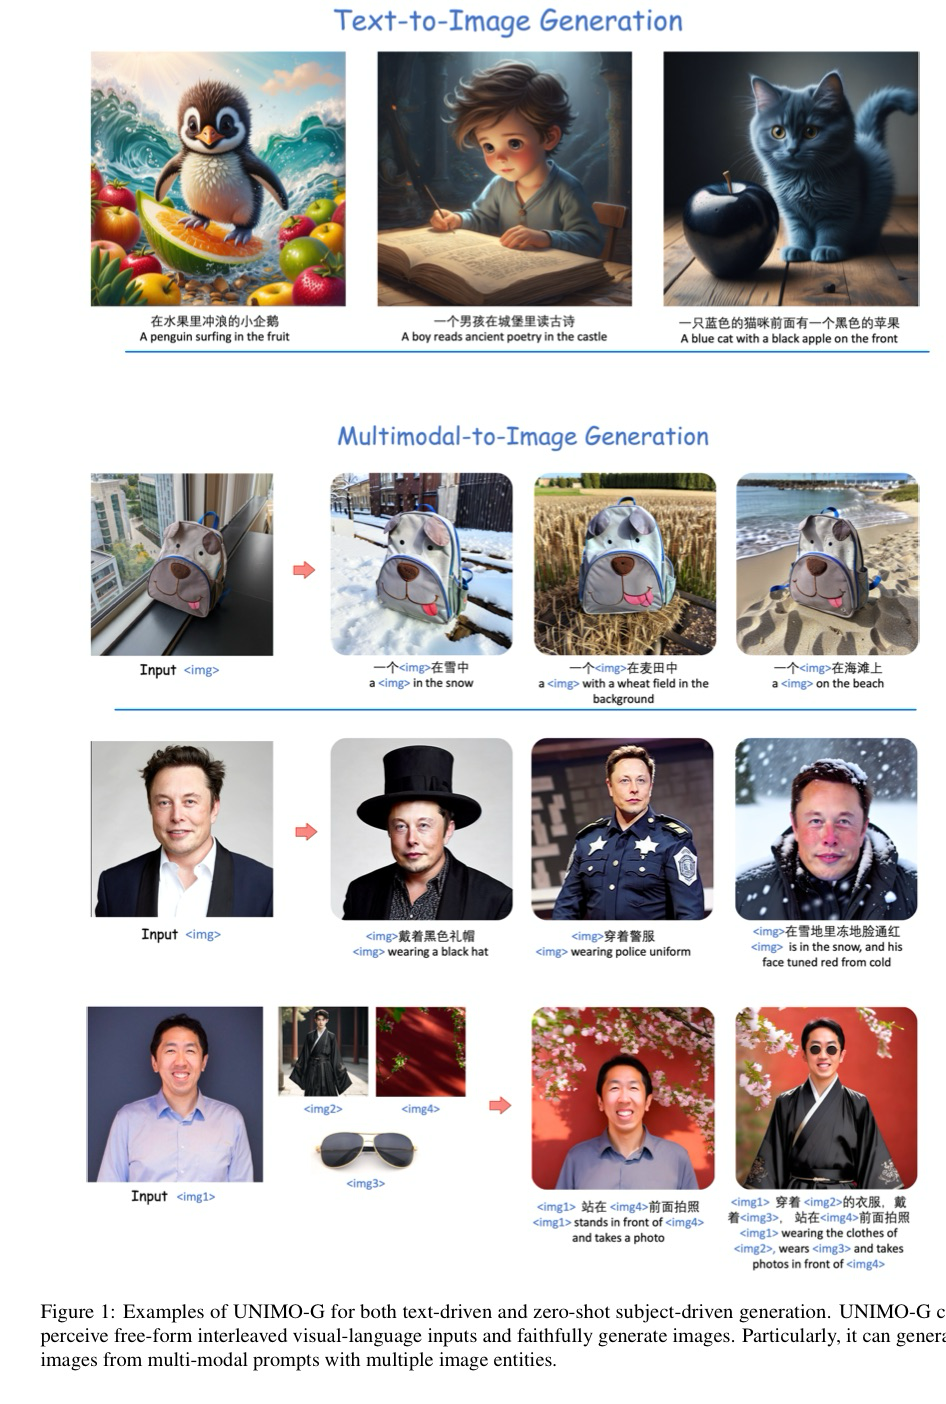 Text-to-Image Generation
在水果里冲浪的小企鹅
A penguin surfing in the fruit
一个男孩在城堡里读古诗
A boy reads ancient poetry in the castle
一只蓝色的猫咪前面有一个黑色的苹果
A blue cat with a black apple on the front
Multimodal-to-Image Generation
Input <img>
一个<img>在雪中
a <img> in the snow
一个<img>在麦田中
a <img> with a wheat field in the
background
一个<img>在海滩上
a <img> on the beach
Input <img>
<img>戴着黑色礼帽
<img> wearing a black hat
<img>穿着警服
<img> wearing police uniform
<img>在雪地里冻地脸通红
<img> is in the snow, and his
face tuned red from cold
Input <img1>
<img2>
<img4>
<img3>
<img1> 站在 <img4>前面拍照
<img1> stands in front of <img4>
and takes a photo
<img1> 穿着 <img2>的衣服，戴
着<img3>， 站在<img4>前面拍照
<img1> wearing the clothes of
<img2>, wears <img3> and takes
photos in front of <img4>
Figure 1: Examples of UNIMO-G for both text-driven and zero-shot subject-driven generation. UNIMO-G c
perceive free-form interleaved visual-language inputs and faithfully generate images. Particularly, it can genera
images from multi-modal prompts with multiple image entities.